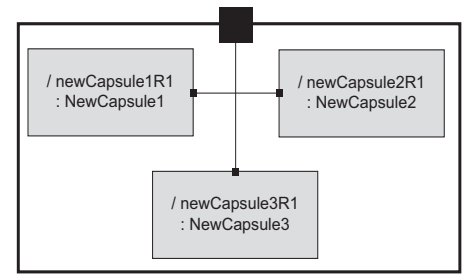 / newCapsule1R1
: NewCapsule1
/ newCapsule2R1
: NewCapsule2
/ newCapsule3R1
: NewCapsule3